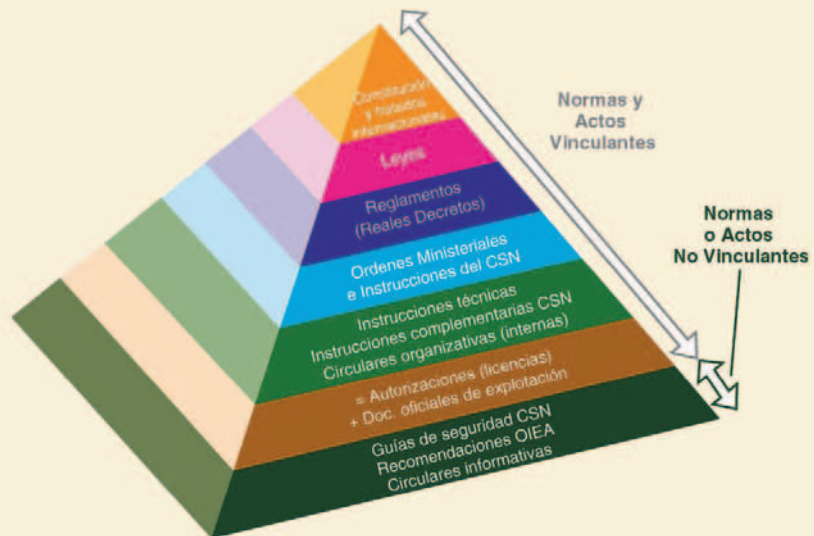 Constitución
y tratados
internacionales
Leyes
Reglamentos
(Reales Decretos)
Ordenes Ministeriales
e Instrucciones del CSN
Instrucciones técnicas
Instrucciones complementarias CSN
Circulares organizativas (internas)
= Autorizaciones (licencias)
+ Doc. oficiales de explotación
Guías de seguridad CSN
Recomendaciones OIEA
Circulares informativas
Normas y
Actos
Vinculantes
Normas
o Actos
No Vinculantes